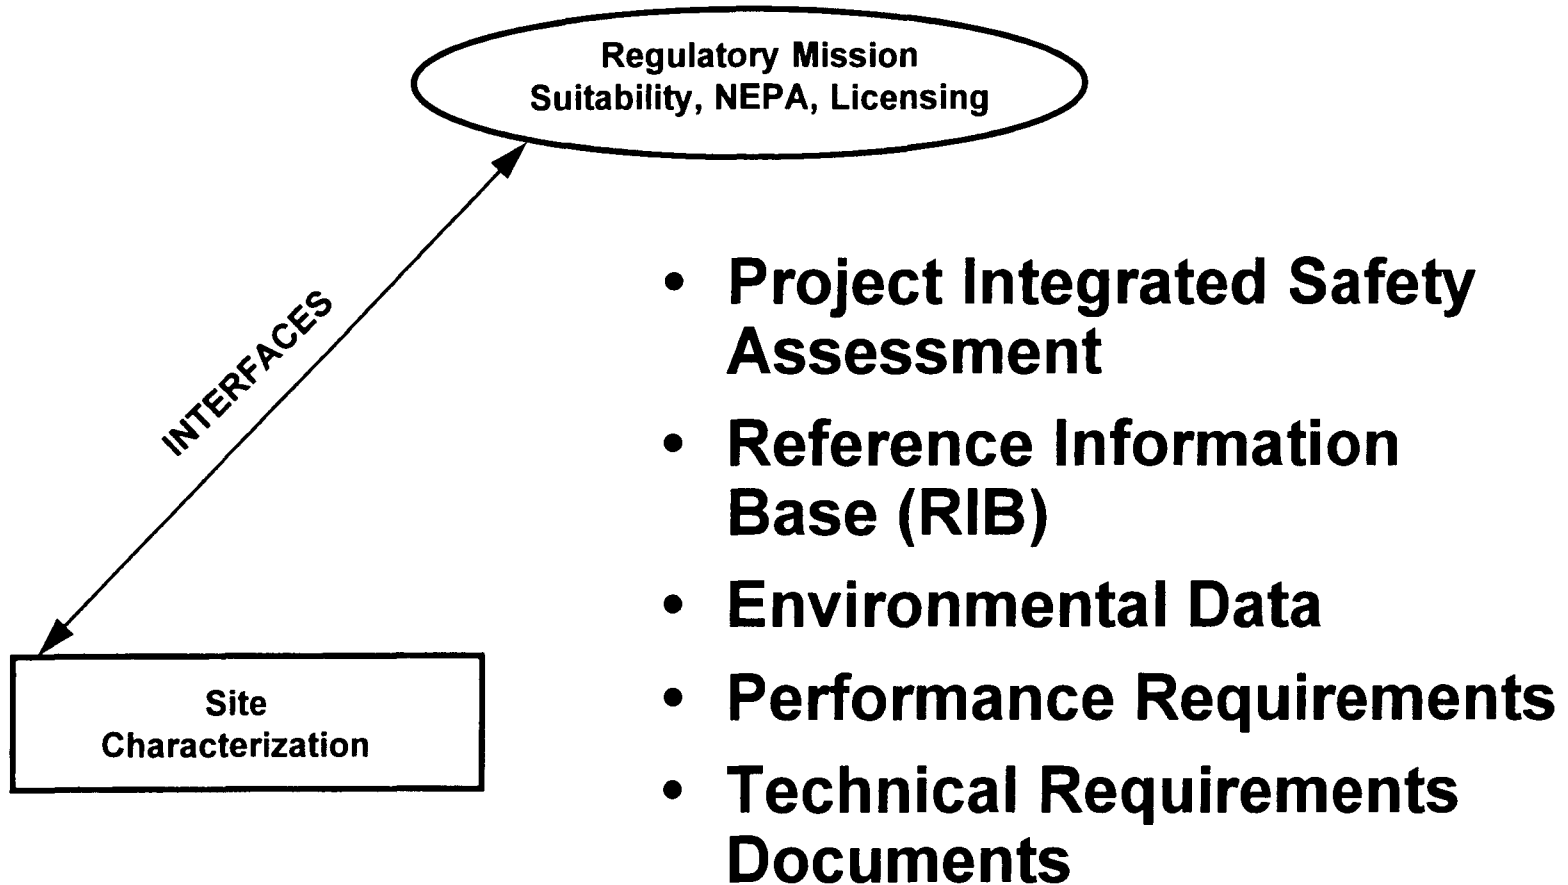 Regulatory Mission
Suitability, NEPA, Licensing
INTERFACES
Site
Characterization
• Project Integrated Safety
Assessment
• Reference Information
Base (RIB)
• Environmental Data
• Performance Requirements
• Technical Requirements
Documents